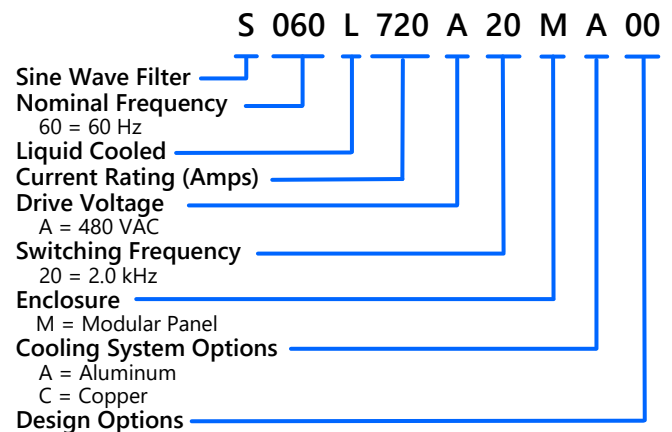 S 060 L 720 A 20 M A 00
Sine Wave Filter
Nominal Frequency
60 = 60 Hz
Liquid Cooled
Current Rating (Amps)
Drive Voltage
A = 480 VAC
Switching Frequency
20 = 2.0 kHz
Enclosure
M = Modular Panel
Cooling System Options
A = Aluminum
C = Copper
Design Options